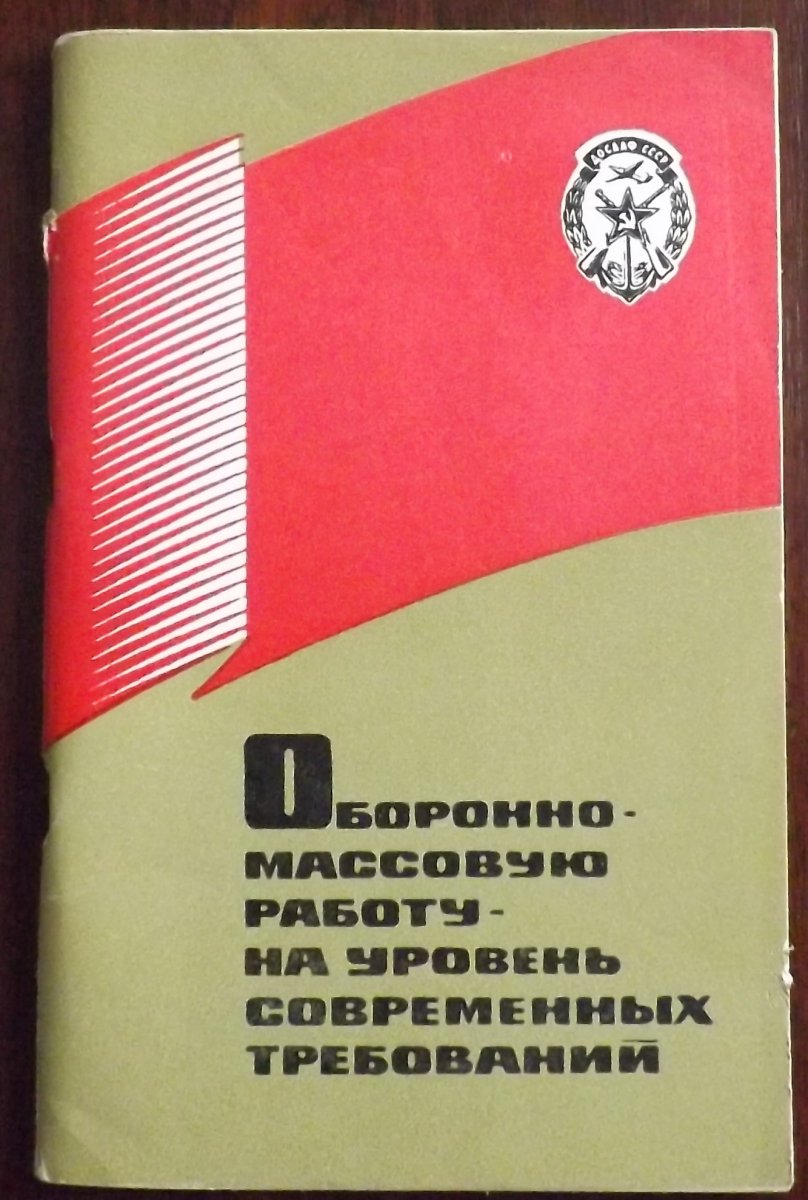 ДОСААФ СССР
Оборонно-
массовую
работу -
на уровень
современных
требований